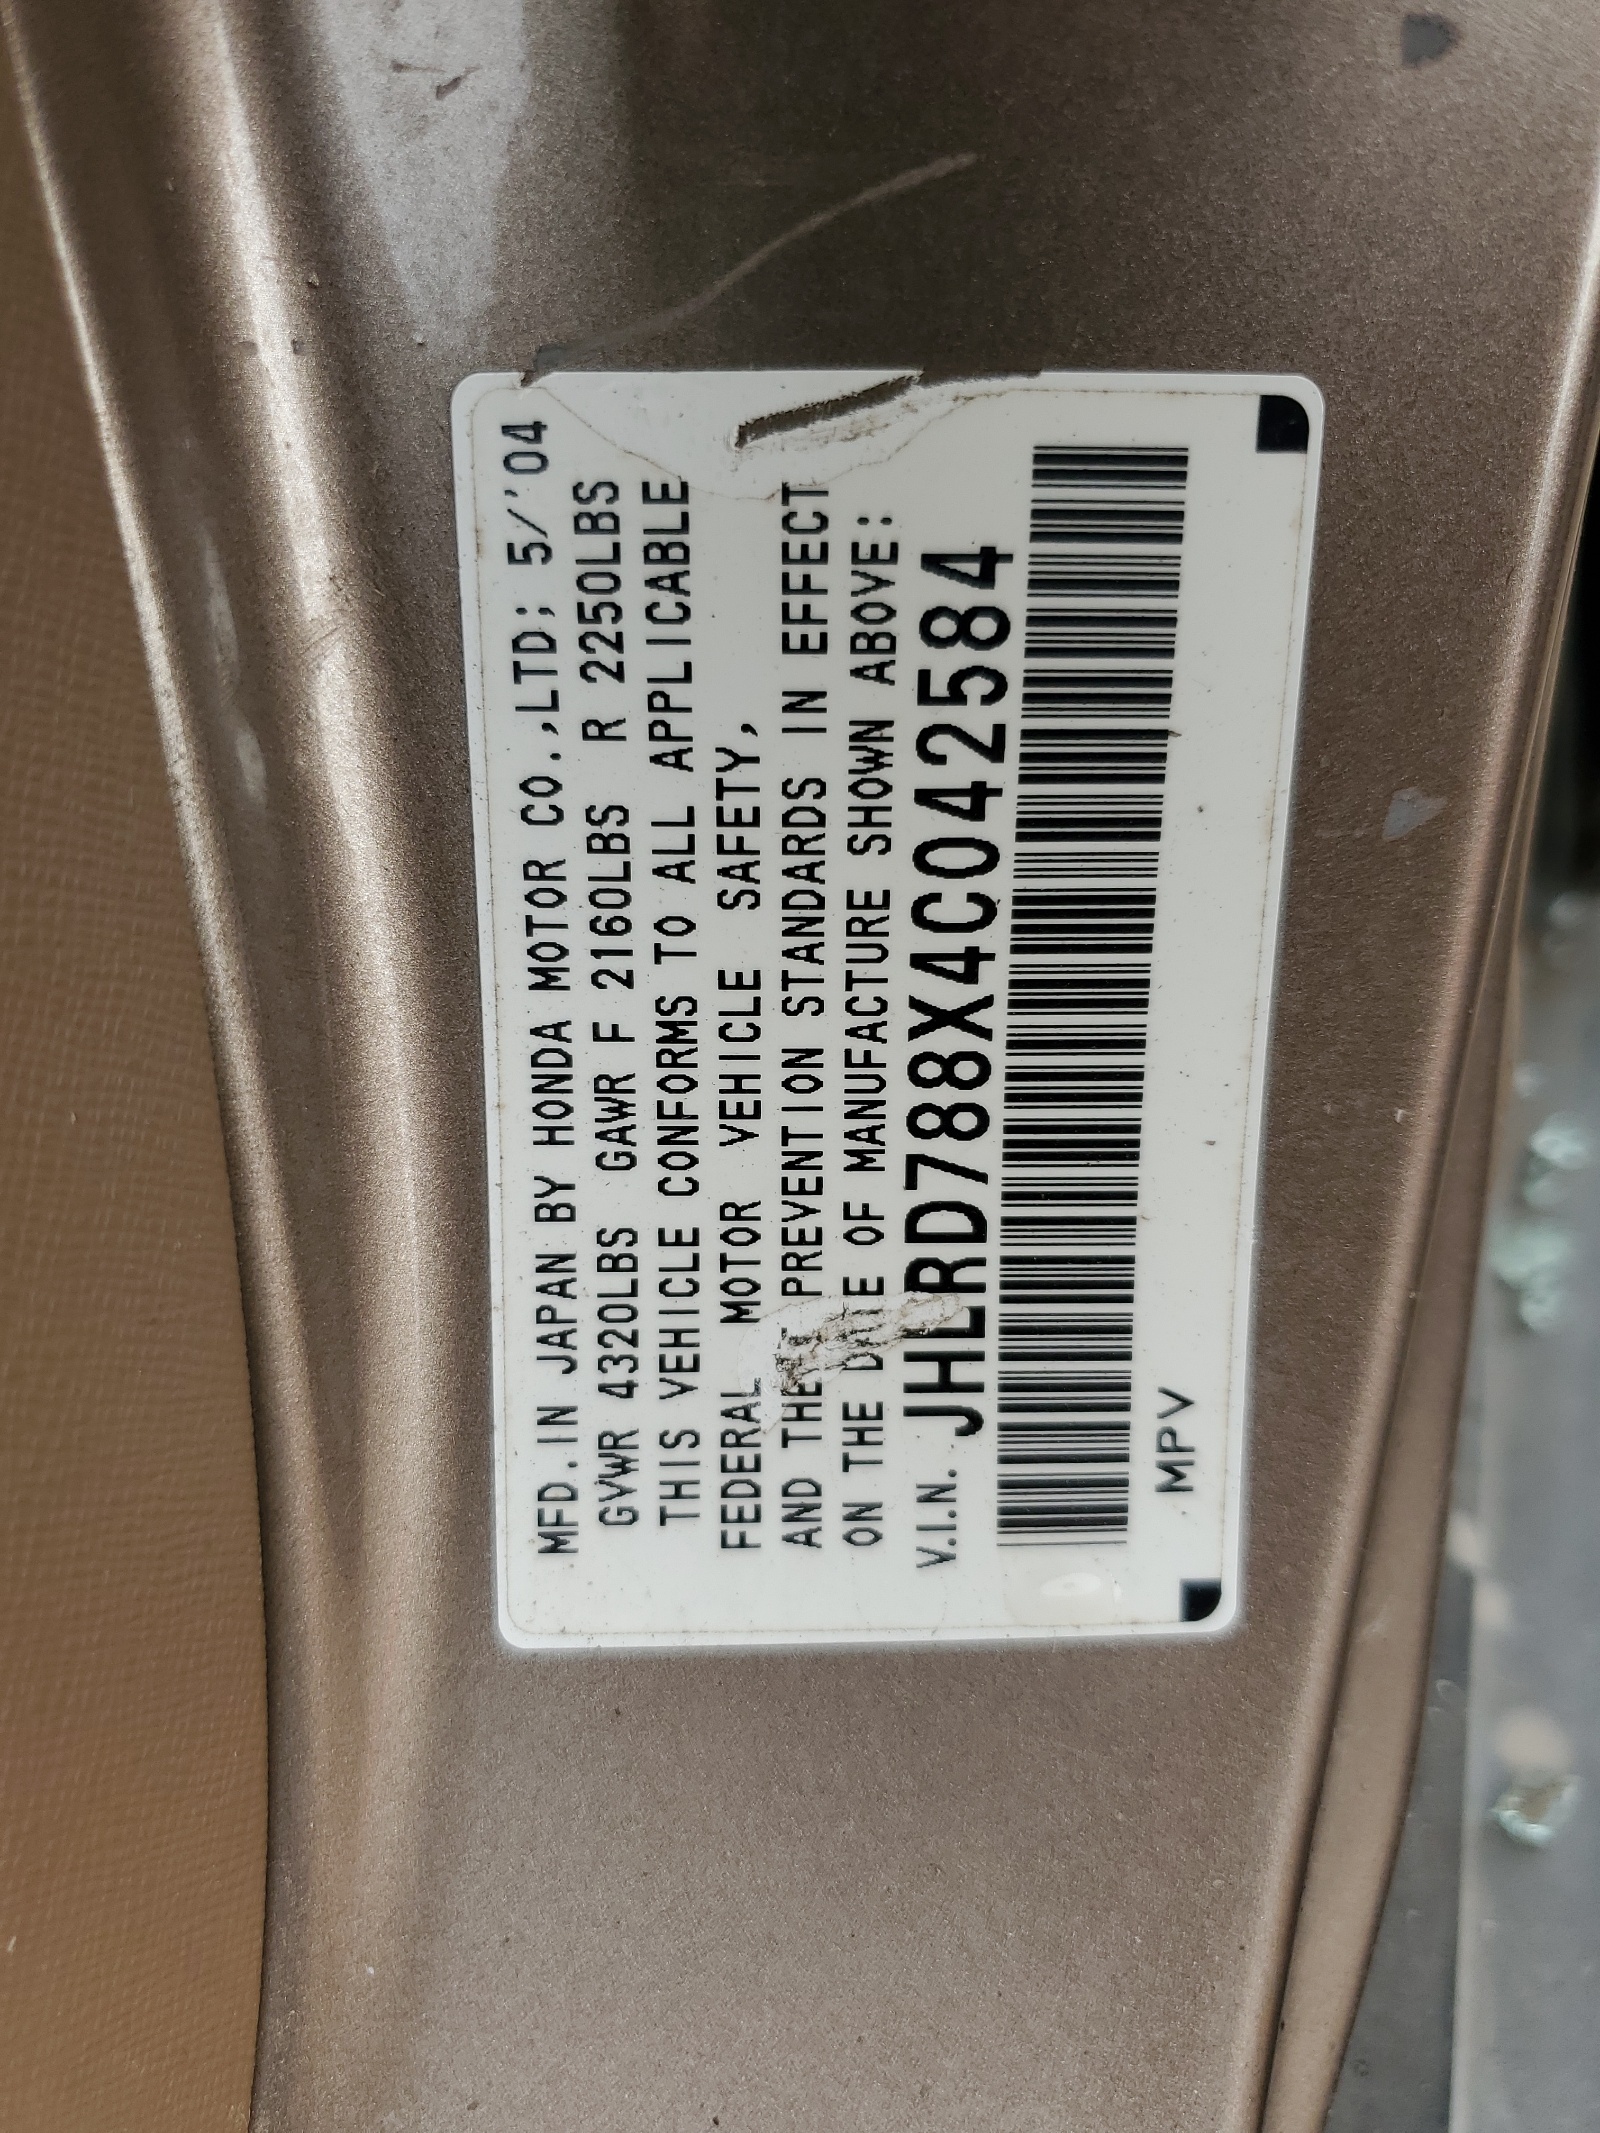 MFD. IN JAPAN BY HONDA MOTOR CO.,LTD; 5/'04
GVWR 4320LBS GAWR F 2160LBS R 2250LBS
THIS VEHICLE CONFORMS TO ALL APPLICABLE
FEDERAL MOTOR VEHICLE SAFETY,
AND THEFT PREVENTION STANDARDS IN EFFECT
ON THE DATE OF MANUFACTURE SHOWN ABOVE:
V.I.N. JHLRD788X4C042584
MPV